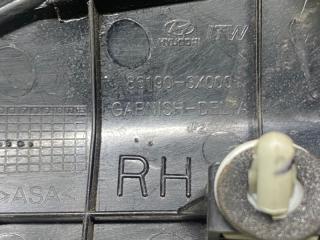 HYUNDAI ITW
86190-3X000
GARNISH-DELTA
RH
>ASA